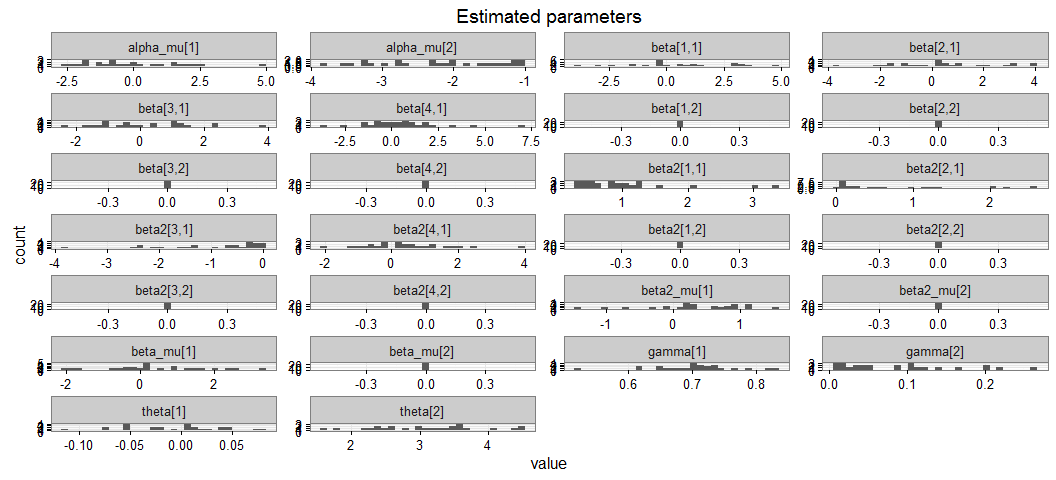 Estimated parameters
alpha_mu[1] alpha_mu[2] beta[1,1] beta[2,1]
-2.5 0.0 2.5 5.0 -4 -3 -2 -1 -2.5 0.0 2.5 5.0 -4 -2 0 2 4
beta[3,1] beta[4,1] beta[1,2] beta[2,2]
-2 0 2 4 -2.5 0.0 2.5 5.0 7.5 -0.3 0.0 0.3 -0.3 0.0 0.3
beta[3,2] beta[4,2] beta2[1,1] beta2[2,1]
-0.3 0.0 0.3 -0.3 0.0 0.3 1 2 3 0 1 2
beta2[3,1] beta2[4,1] beta2[1,2] beta2[2,2]
-4 -3 -2 -1 0 -2 0 2 4 -0.3 0.0 0.3 -0.3 0.0 0.3
beta2[3,2] beta2[4,2] beta2_mu[1] beta2_mu[2]
-0.3 0.0 0.3 -0.3 0.0 0.3 -1 0 1 -0.3 0.0 0.3
beta_mu[1] beta_mu[2] gamma[1] gamma[2]
-2 0 2 -0.3 0.0 0.3 0.6 0.7 0.8 0.0 0.1 0.2
theta[1] theta[2]
-0.10 -0.05 0.00 0.05 2 3 4
count
value